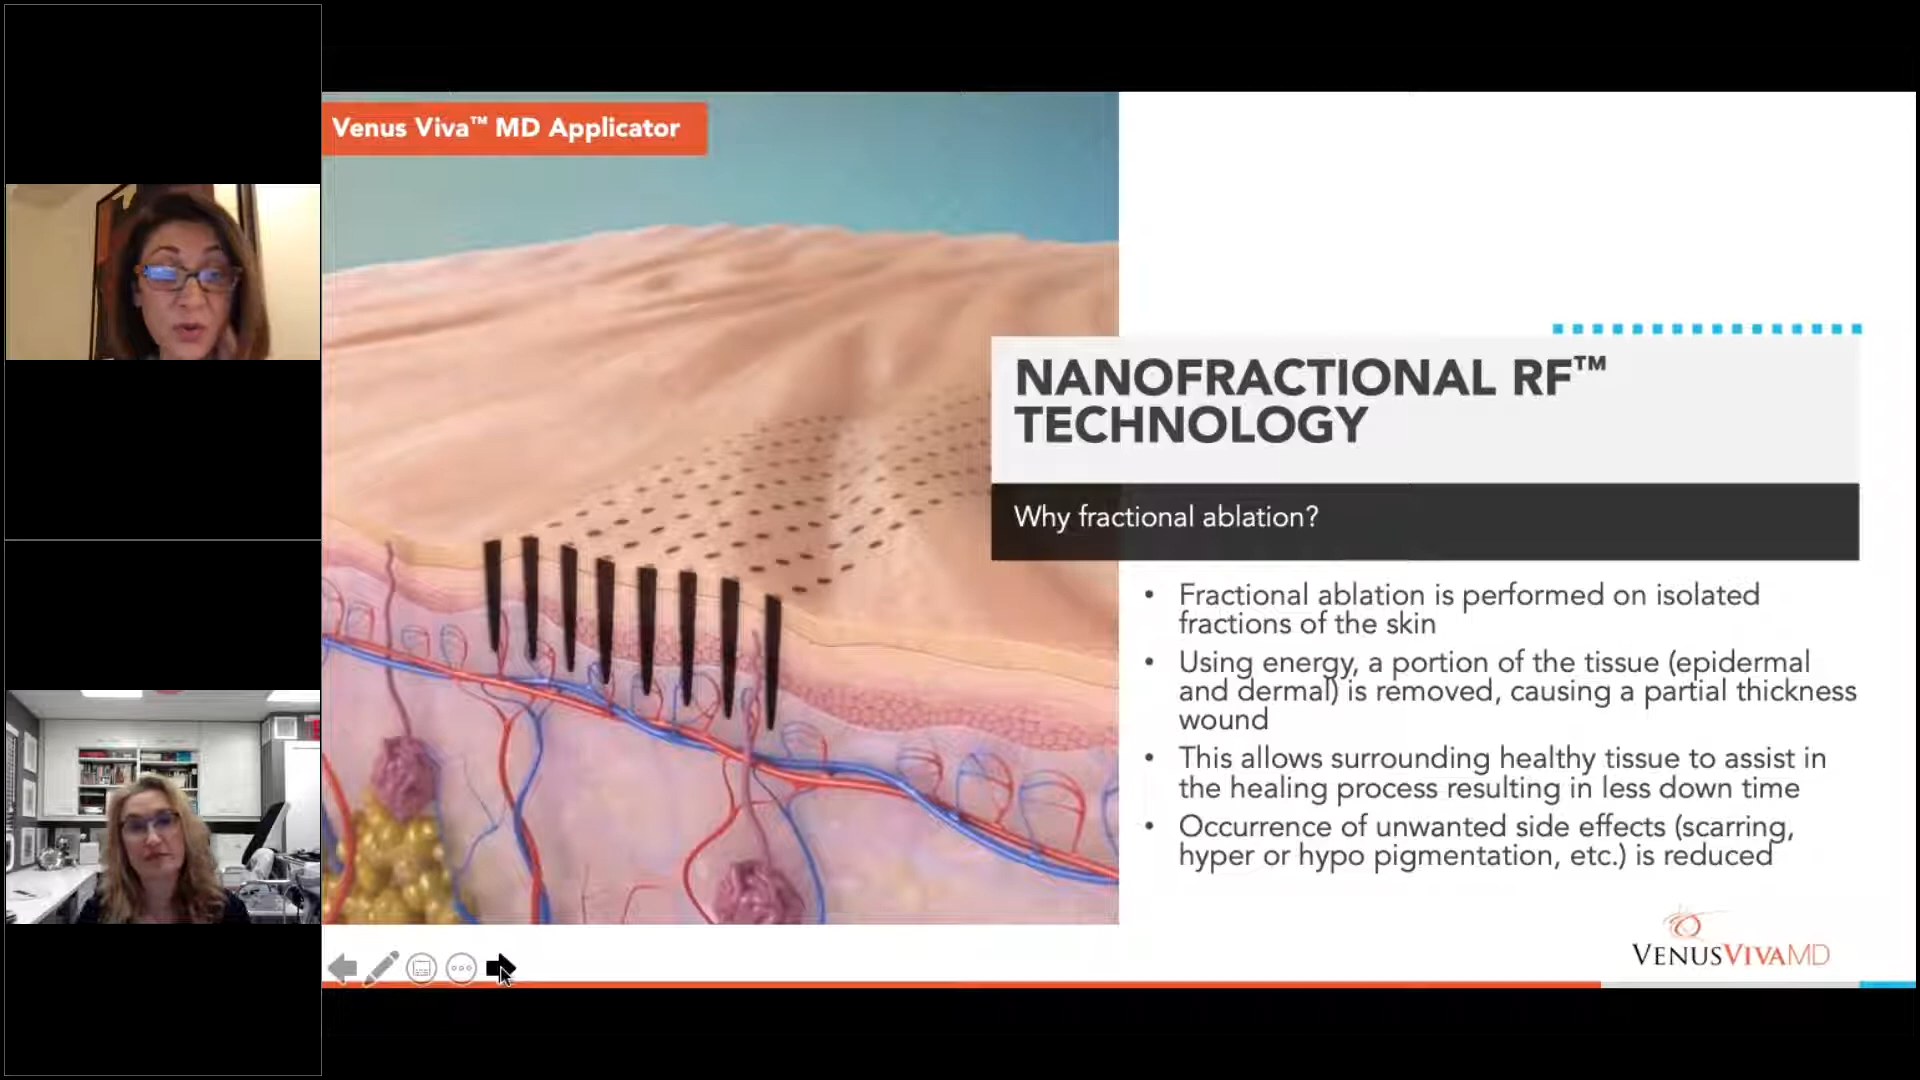 Venus Viva™ MD Applicator
NANOFRACTIONAL RF™
TECHNOLOGY
Why fractional ablation?
• Fractional ablation is performed on isolated
fractions of the skin
• Using energy, a portion of the tissue (epidermal
and dermal) is removed, causing a partial thickness
wound
• This allows surrounding healthy tissue to assist in
the healing process resulting in less down time
• Occurrence of unwanted side effects (scarring,
hyper or hypo pigmentation, etc.) is reduced
VENUSVIVAMD